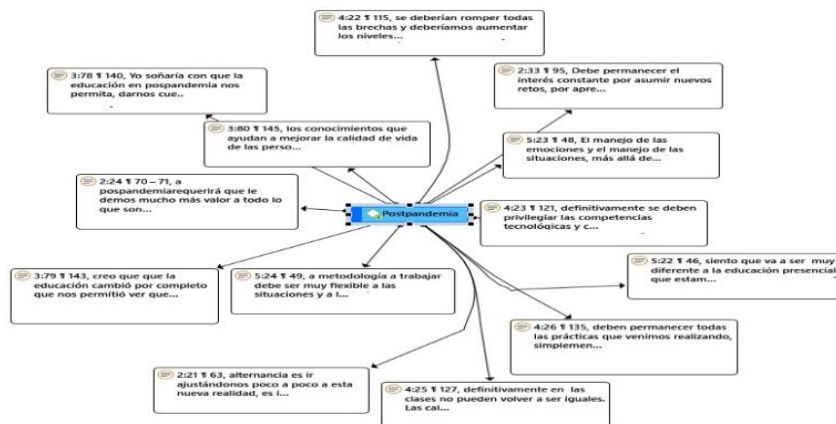 4:22 ¶ 115, se deberían romper todas
las brechas y deberíamos aumentar
los niveles...
3:78 ¶ 140, Yo soñaría con que la
educación en pospandemia nos
permita, darnos cue..
2:33 ¶ 95, Debe permanecer el
interés constante por asumir nuevos
retos, por apre...
3:80 ¶ 145, los conocimientos que
ayudan a mejorar la calidad de vida
de las perso...
5:23 ¶ 48, El manejo de las
emociones y el manejo de las
situaciones, más allá de...
2:24 ¶ 70 – 71, a
pospandemiarequerirá que le
demos mucho más valor a todo lo
que son...
Postpandemia
4:23 ¶ 121, definitivamente se deben
privilegiar las competencias
tecnológicas y c...
3:79 ¶ 143, creo que que la
educación cambió por completo
que nos permitió ver que...
5:24 ¶ 49, a metodología a trabajar
debe ser muy flexible a las
situaciones y a i...
5:22 ¶ 46, siento que va a ser muy
diferente a la educación presencial
que estam...
4:26 ¶ 135, deben permanecer todas
las prácticas que venimos realizando,
simplemen...
2:21 ¶ 63, alternancia es ir
ajustándonos poco a poco a esta
nueva realidad, es i...
4:25 ¶ 127, definitivamente en las
clases no pueden volver a ser iguales.
Las cal...